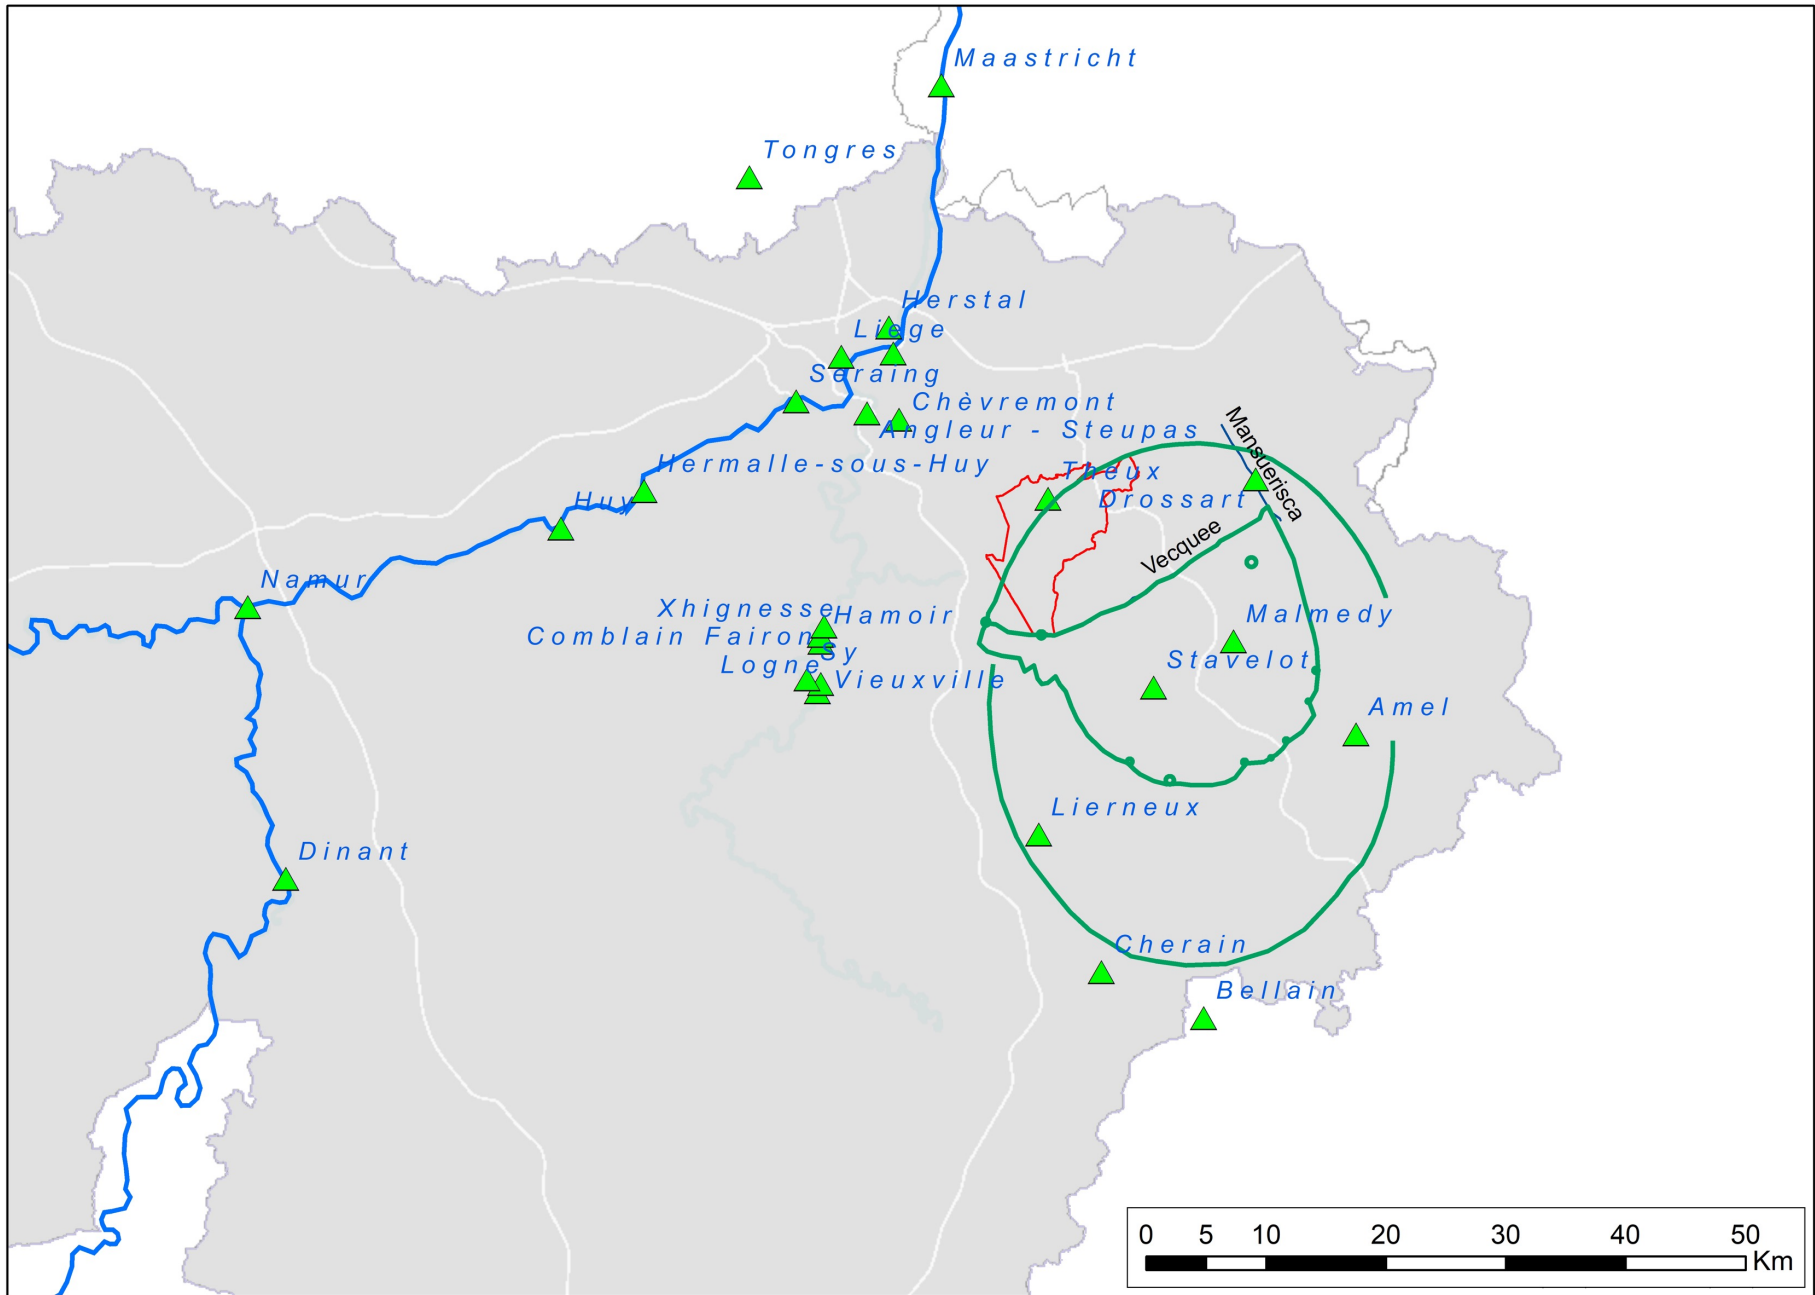 Maastricht
Tongres
Herstal
Liège
Seraing
Chèvremont
Angleur - Steupas
Hermalle-sous-Huy
Theux
Mansuerisca
Huy
Drossart
Vecquee
Namur
Xhignesse
Hamoir
Malmedy
Comblain Fairon
Sy
Stavelot
Logne
Vieuxville
Amel
Lierneux
Dinant
Cherain
Bellain
0 5 10 20 30 40 50
Km